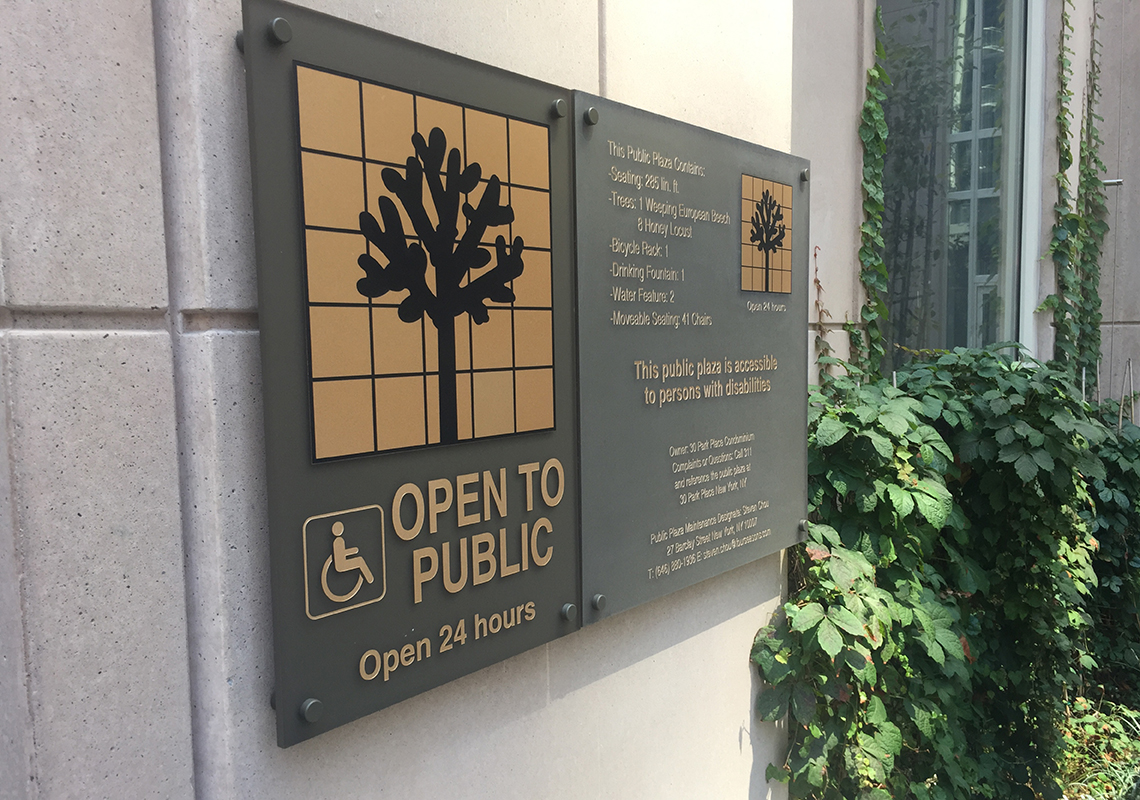 OPEN TO
PUBLIC
Open 24 hours
This Public Plaza Contains:
-Seating: 285 lin. ft.
-Trees: 1 Weeping European Beech
8 Honey Locust
-Bicycle Rack: 1
-Drinking Fountain: 1
-Water Feature: 2
-Moveable Seating: 41 Chairs
Open 24 hours
This public plaza is accessible
to persons with disabilities
Owner: 30 Park Place Condominium
Complaints or Questions: Call 311
and reference the public plaza at
30 Park Place New York, NY
Public Plaza Maintenance Designate: Steven Chou
27 Barclay Street New York, NY 10007
T: (646) 880-1936 E: